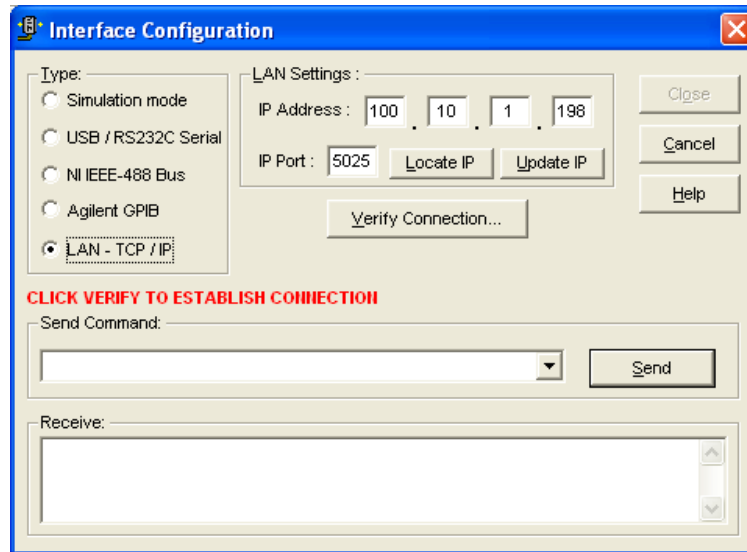 Interface Configuration
Type:
Simulation mode
USB / RS232C Serial
NI IEEE-488 Bus
Agilent GPIB
LAN - TCP / IP
LAN Settings :
IP Address : 100 . 10 . 1 . 198
IP Port : 5025 Locate IP Update IP
Verify Connection...
Close
Cancel
Help
CLICK VERIFY TO ESTABLISH CONNECTION
Send Command:
Send
Receive: